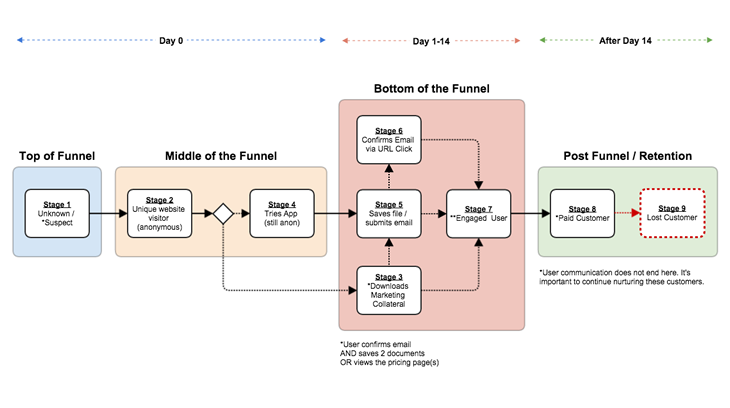 Day 0
Day 1-14
After Day 14
Bottom of the Funnel
Top of Funnel
Middle of the Funnel
Post Funnel / Retention
Stage 1
Unknown /
*Suspect
Stage 2
Unique website
visitor
(anonymous)
Stage 4
Tries App
(still anon)
Stage 6
Confirms Email
via URL Click
Stage 5
Saves file /
submits email
Stage 3
*Downloads
Marketing
Collateral
Stage 7
**Engaged User
Stage 8
*Paid Customer
Stage 9
Lost Customer
*User communication does not end here. It's
important to continue nurturing these customers.
*User confirms email
AND saves 2 documents
OR views the pricing page(s)